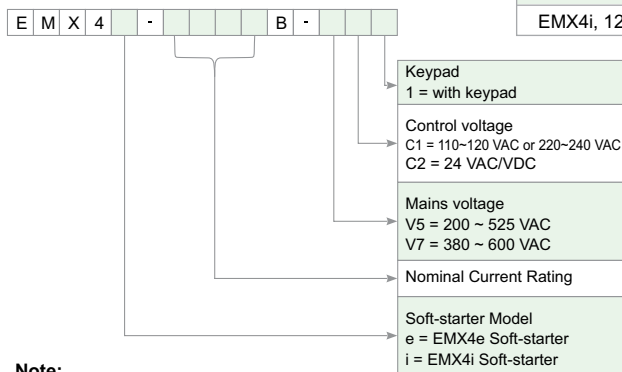 E M X 4 - B -
EMX4i, 12
Keypad
1 = with keypad
Control voltage
C1 = 110~120 VAC or 220~240 VAC
C2 = 24 VAC/VDC
Mains voltage
V5 = 200 ~ 525 VAC
V7 = 380 ~ 600 VAC
Nominal Current Rating
Soft-starter Model
e = EMX4e Soft-starter
i = EMX4i Soft-starter
Note: